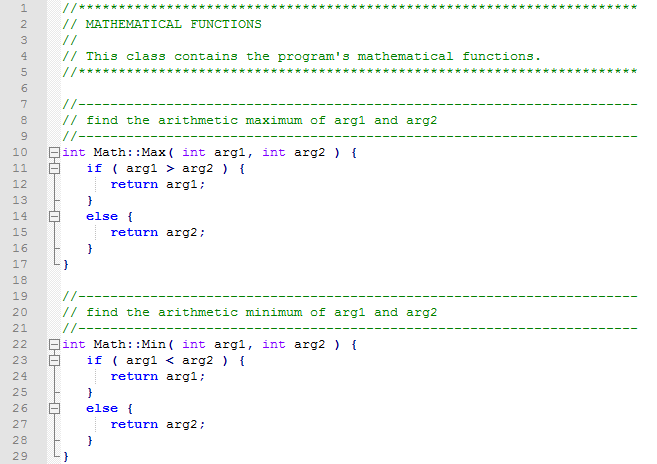 1 //**********************************************************************
2 // MATHEMATICAL FUNCTIONS
3 //
4 // This class contains the program's mathematical functions.
5 //**********************************************************************
6
7 //----------------------------------------------------------------------
8 // find the arithmetic maximum of arg1 and arg2
9 //----------------------------------------------------------------------
10 int Math::Max( int arg1, int arg2 ) {
11    if ( arg1 > arg2 ) {
12       return arg1;
13    }
14    else {
15       return arg2;
16    }
17 }
18
19 //----------------------------------------------------------------------
20 // find the arithmetic minimum of arg1 and arg2
21 //----------------------------------------------------------------------
22 int Math::Min( int arg1, int arg2 ) {
23    if ( arg1 < arg2 ) {
24       return arg1;
25    }
26    else {
27       return arg2;
28    }
29 }